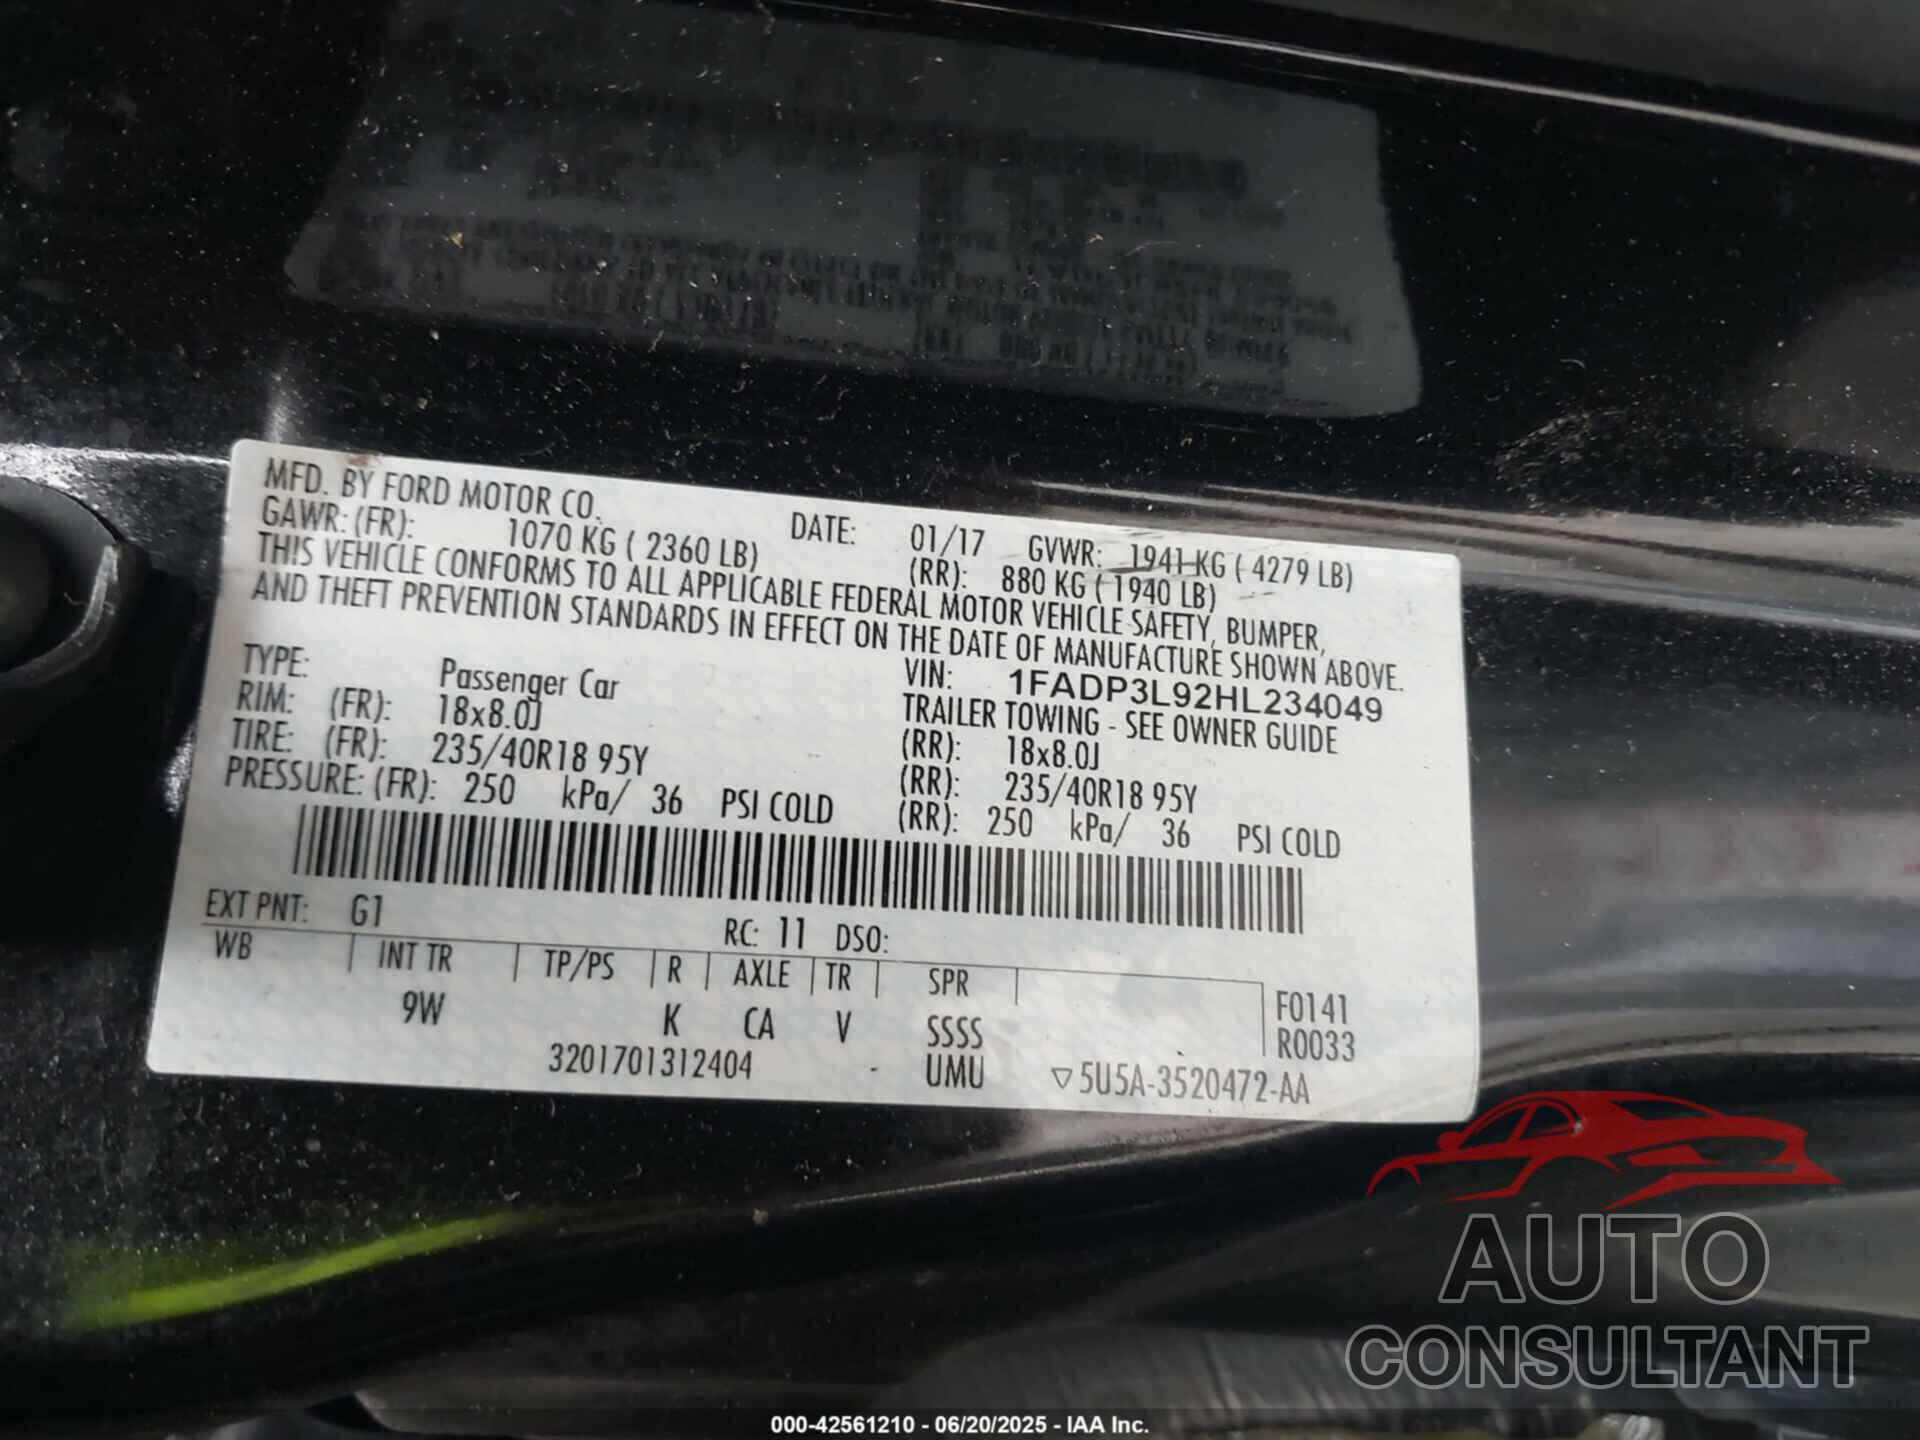 MFD. BY FORD MOTOR CO.
DATE: 01/17 GVWR: 1941 KG ( 4279 LB)
GAWR: (FR): 1070 KG ( 2360 LB) (RR): 880 KG ( 1940 LB)
THIS VEHICLE CONFORMS TO ALL APPLICABLE FEDERAL MOTOR VEHICLE SAFETY, BUMPER,
AND THEFT PREVENTION STANDARDS IN EFFECT ON THE DATE OF MANUFACTURE SHOWN ABOVE.
VIN: 1FADP3L92HL234049
TYPE: Passenger Car TRAILER TOWING - SEE OWNER GUIDE
RIM: (FR): 18x8.0J (RR): 18x8.0J
TIRE: (FR): 235/40R18 95Y (RR): 235/40R18 95Y
PRESSURE: (FR): 250 kPa/ 36 PSI COLD (RR): 250 kPa/ 36 PSI COLD
EXT PNT: G1 RC: 11 DSO:
WB INT TR TP/PS R AXLE TR SPR F0141
9W K CA V SSSS R0033
3201701312404 - UMU ▽5U5A-3520472-AA
AUTO
CONSULTANT
000-42561210 - 06/20/2025 - IAA Inc.